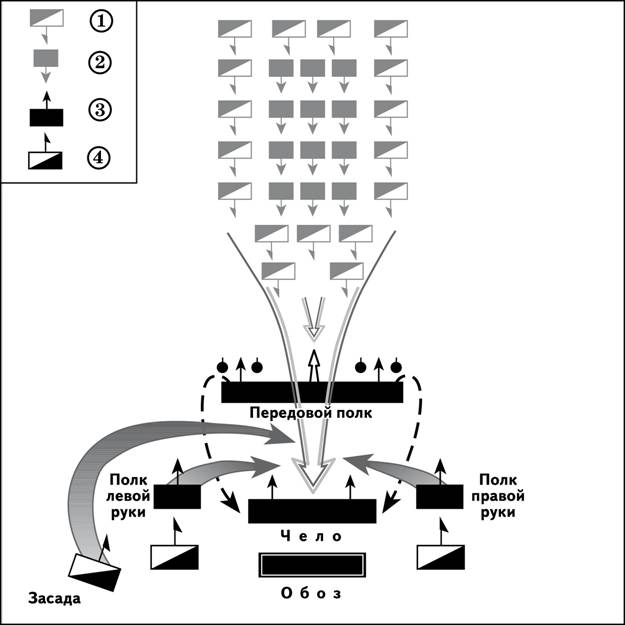 1
2
3
4
Передовой полк
Полк
левой
руки
Полк
правой
руки
Чело
Обоз
Засада